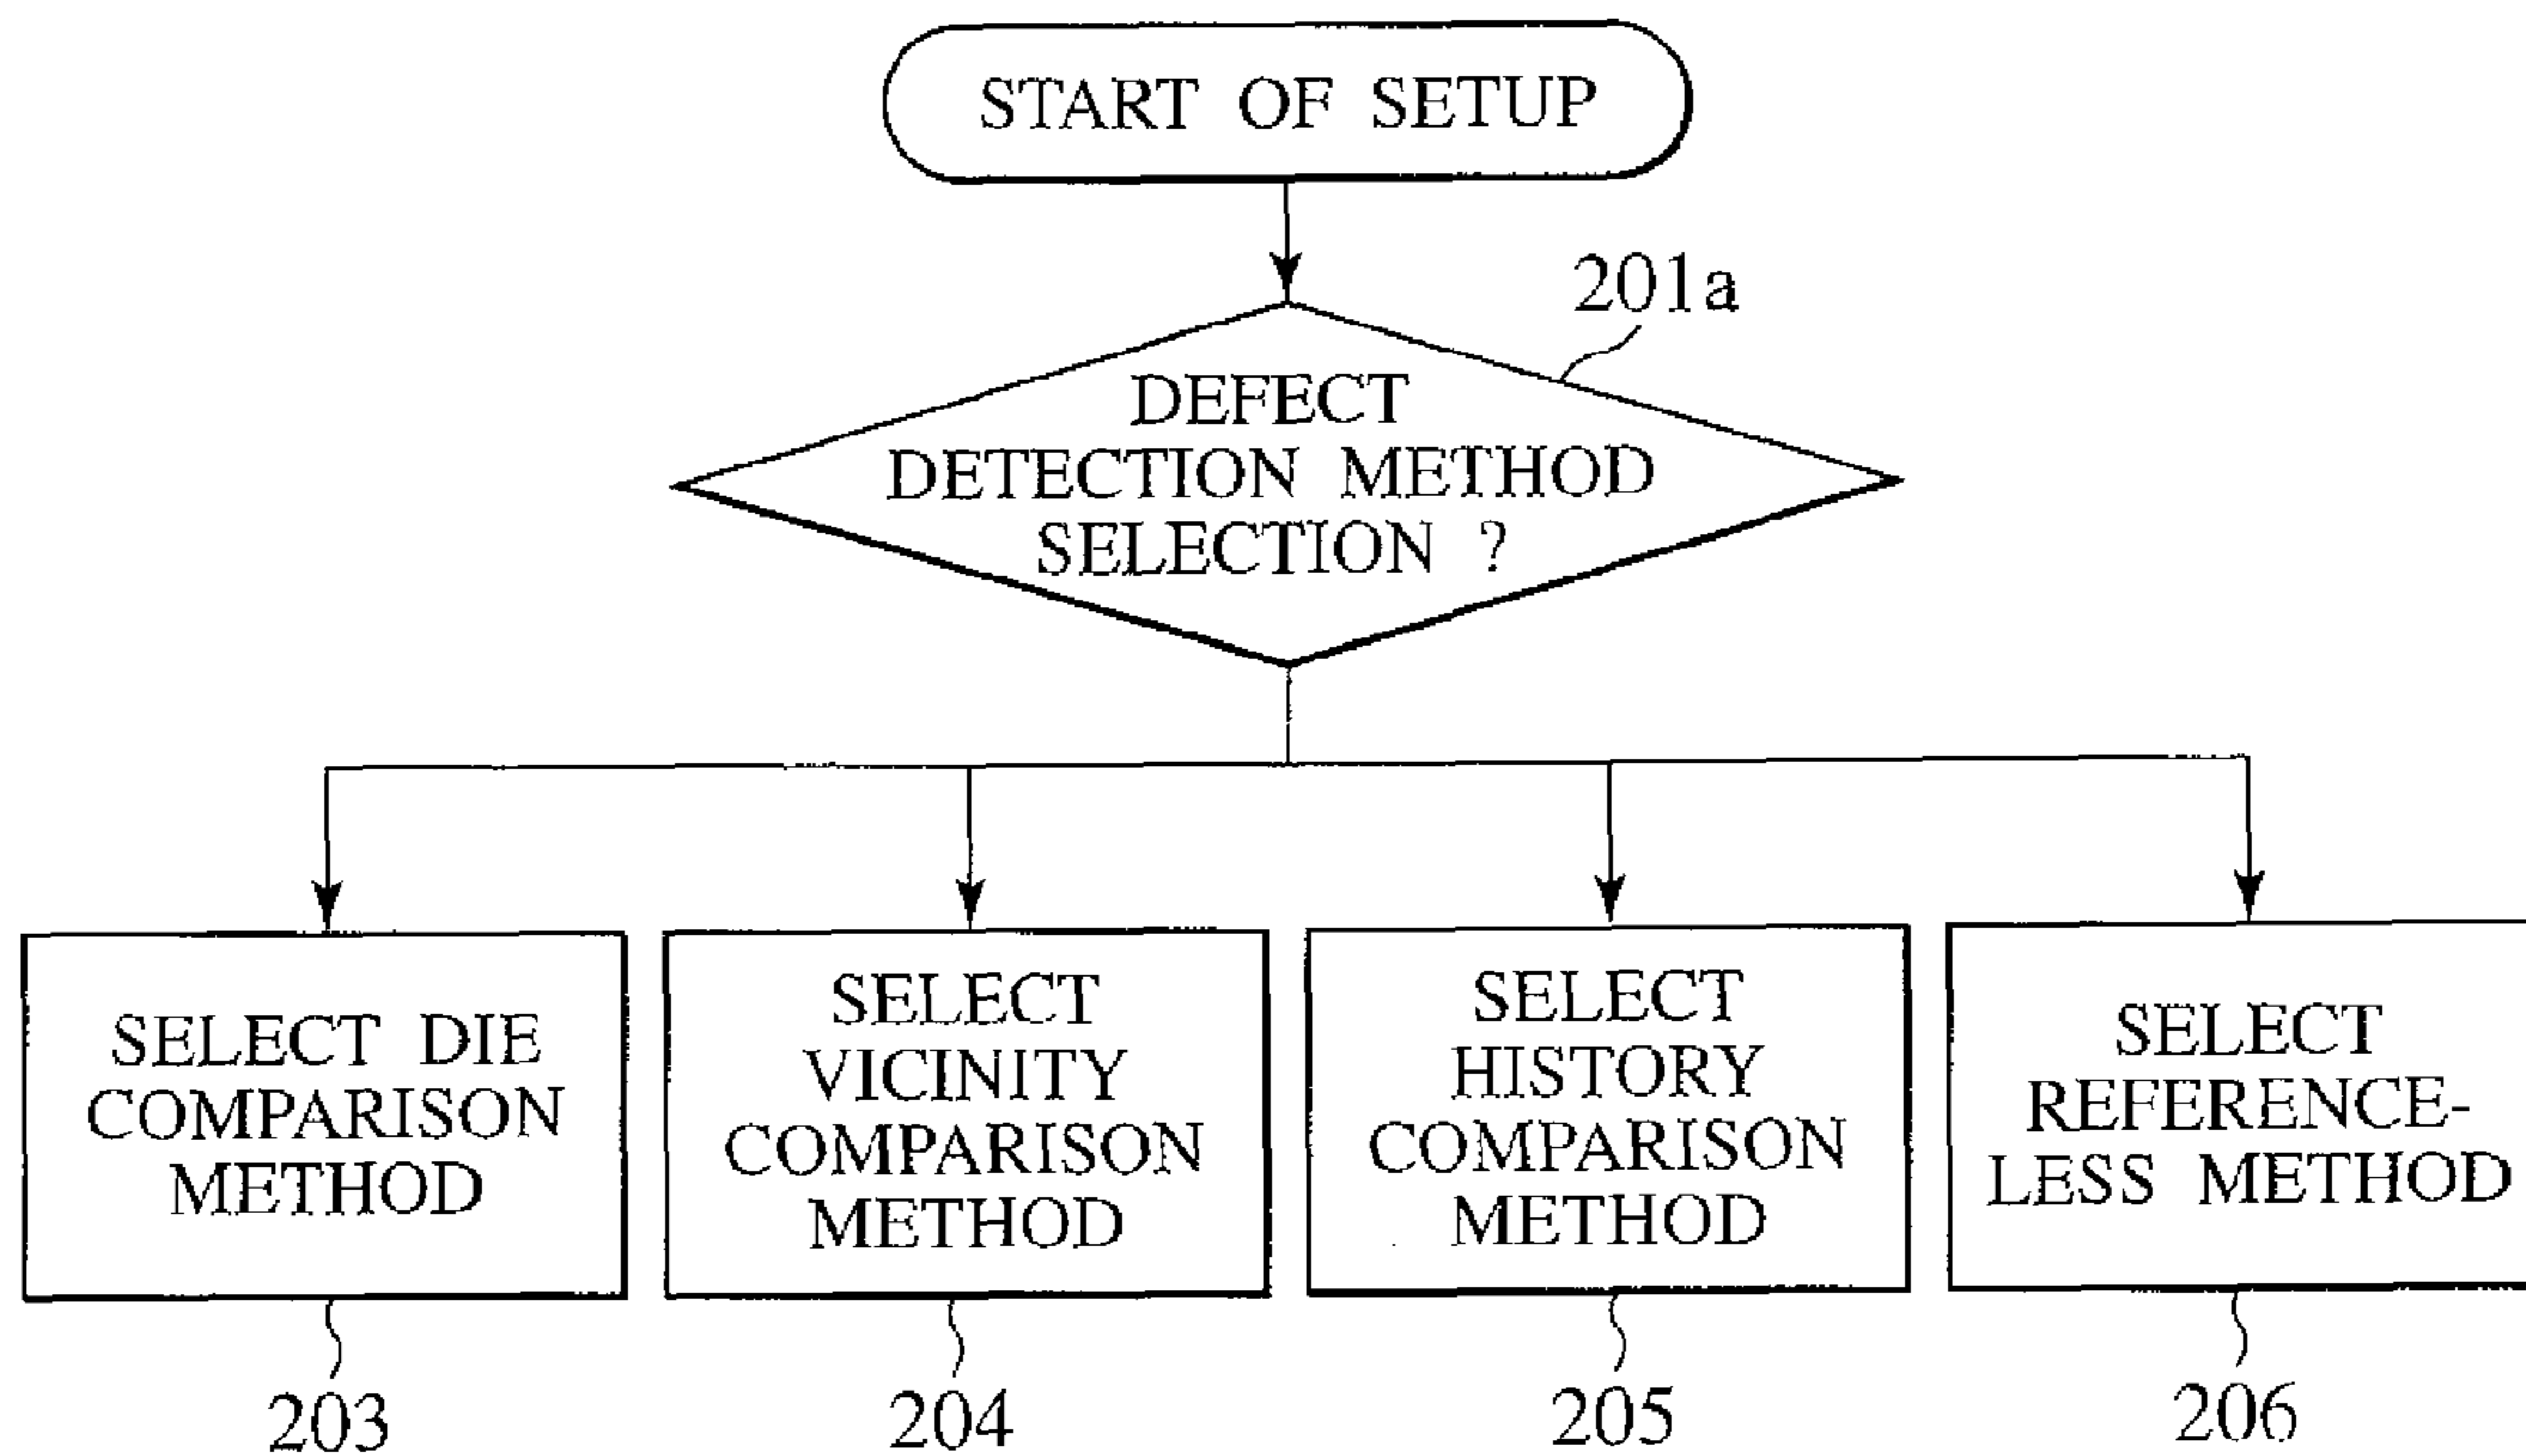 START OF SETUP
201a
DEFECT
DETECTION METHOD
SELECTION ?
SELECT DIE
COMPARISON
METHOD
203
SELECT
VICINITY
COMPARISON
METHOD
204
SELECT
HISTORY
COMPARISON
METHOD
205
SELECT
REFERENCE-
LESS METHOD
206